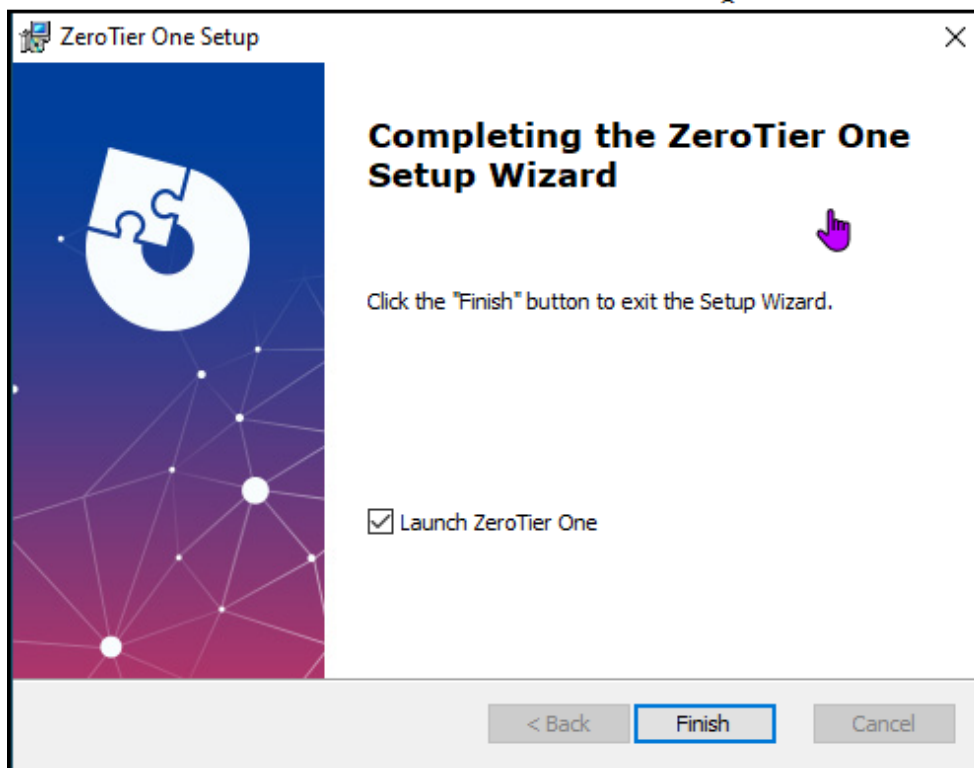 ZeroTier One Setup
Completing the ZeroTier One
Setup Wizard
Click the "Finish" button to exit the Setup Wizard.
Launch ZeroTier One
< Back
Finish
Cancel